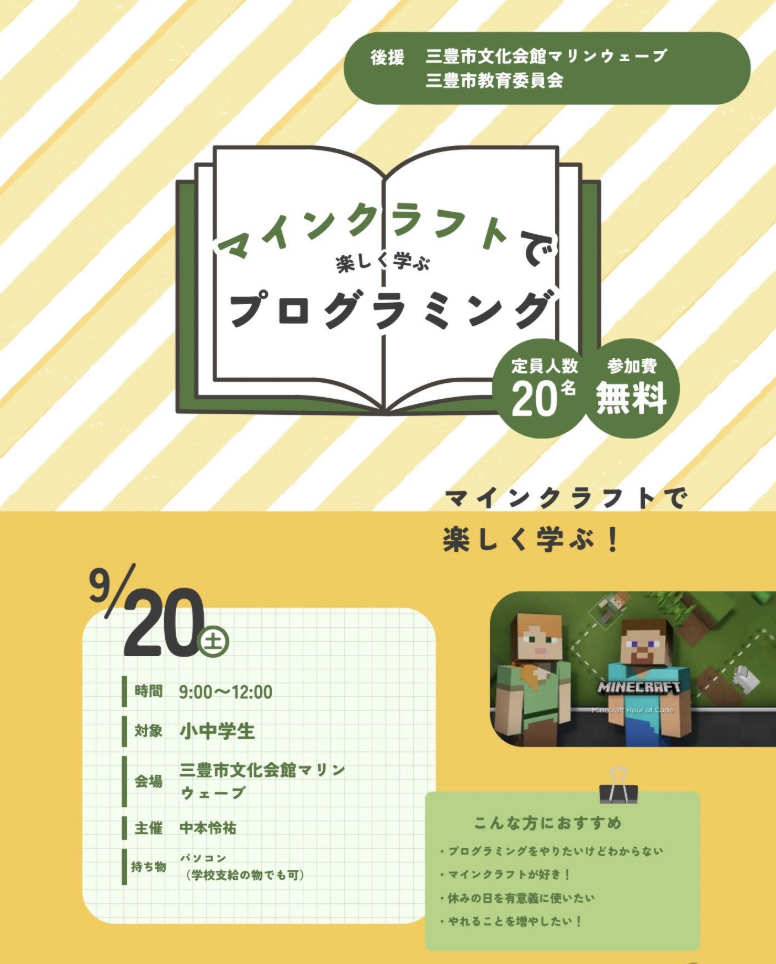 後援 三豊市文化会館マリンウェーブ
三豊市教育委員会
マインクラフトで
楽しく学ぶ
プログラミング
定員人数
20名
参加費
無料
マインクラフトで
楽しく学ぶ！
9/20土
時間 9:00〜12:00
対象 小中学生
会場 三豊市文化会館マリン
ウェーブ
主催 中本怜祐
持ち物 パソコン
（学校支給の物でも可）
MINECRAFT
Minecraft Hour of Code
こんな方におすすめ
・プログラミングをやりたいけどわからない
・マインクラフトが好き！
・休みの日を有意義に使いたい
・やれることを増やしたい！